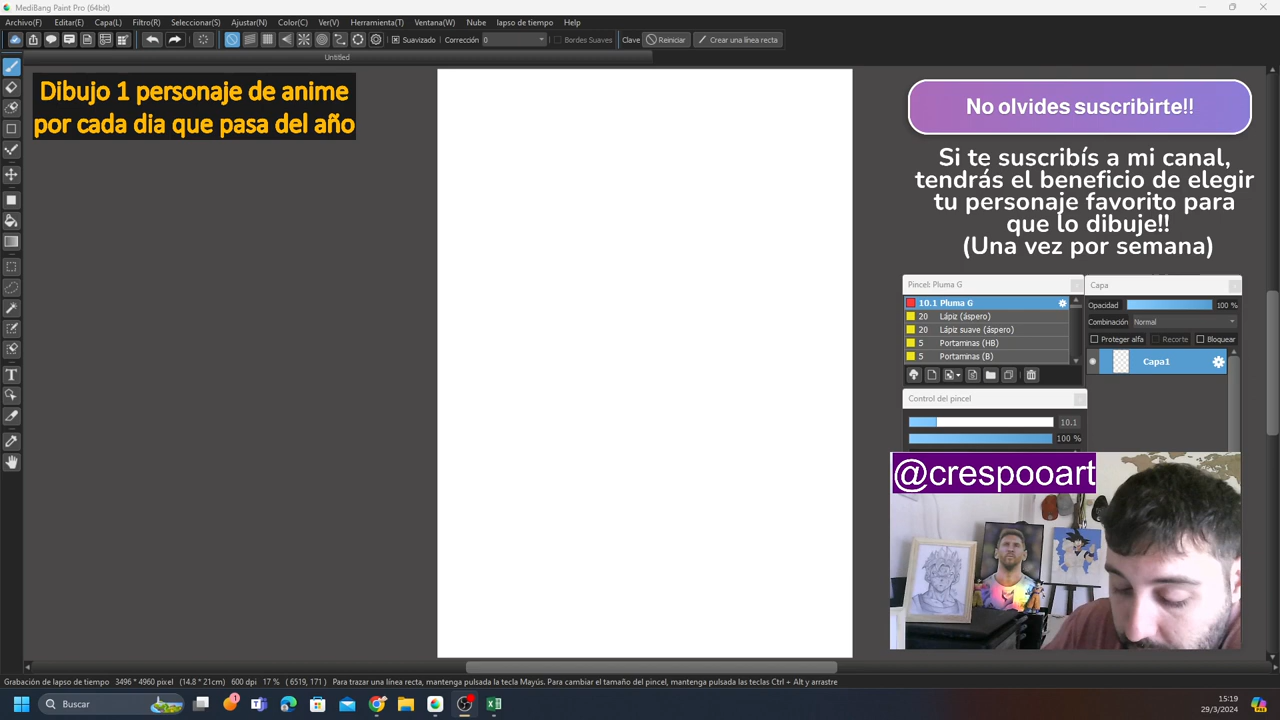 MediBang Paint Pro (64bit)
Archivo(F) Editar(E) Capa(L) Filtro(R) Seleccionar(S) Ajustar(N) Color(C) Ver(V) Herramienta(T) Ventana(W) Nube lapso de tiempo Help
Suavizado Corrección 0 Bordes Suaves Clave Reiniciar Crear una línea recta
Untitled
Dibujo 1 personaje de anime
por cada dia que pasa del año
No olvides suscribirte!!
Si te suscribís a mi canal,
tendrás el beneficio de elegir
tu personaje favorito para
que lo dibuje!!
(Una vez por semana)
Pincel: Pluma G
10.1 Pluma G
20 Lápiz (áspero)
20 Lápiz suave (áspero)
5 Portaminas (HB)
5 Portaminas (B)
Control del pincel
10.1
100 %
Capa
Opacidad 100 %
Combinación Normal
Proteger alfa Recorte Bloquear
Capa1
@crespooart
Grabación de lapso de tiempo 3496 * 4960 pixel (14.8 * 21cm) 600 dpi 17 % ( 6519, 171 ) Para trazar una línea recta, mantenga pulsada la tecla Mayús. Para cambiar el tamaño del pincel, mantenga pulsadas las teclas Ctrl + Alt y arrastre
Buscar
1
15:19
29/3/2024